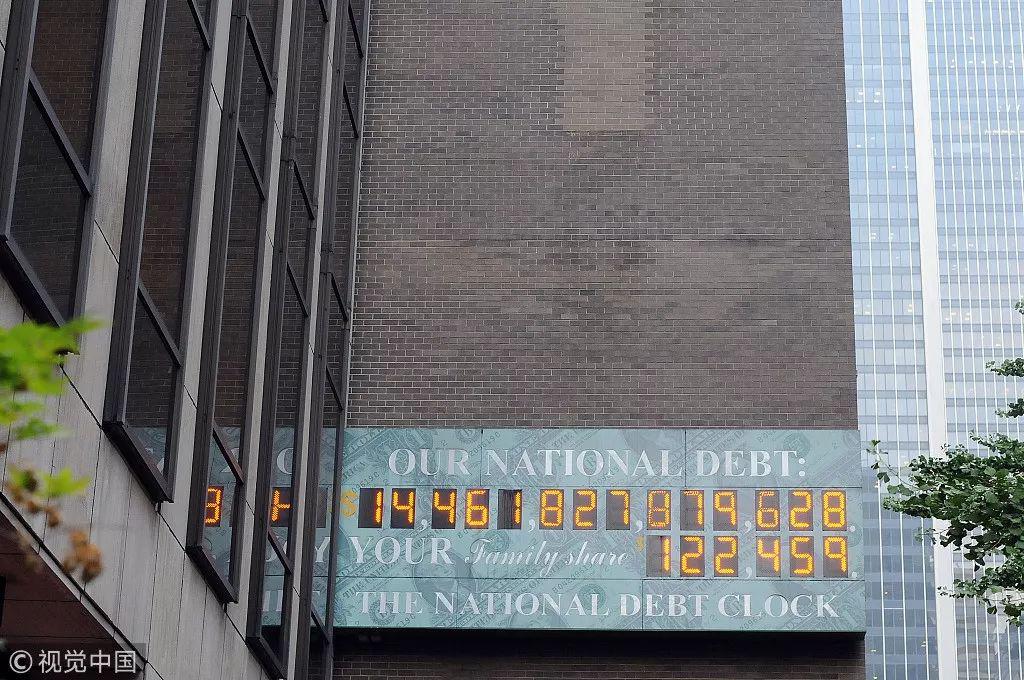 OUR NATIONAL DEBT:
$14,461,827,879,628.
YOUR Family share $122,459.
THE NATIONAL DEBT CLOCK
© 视觉中国